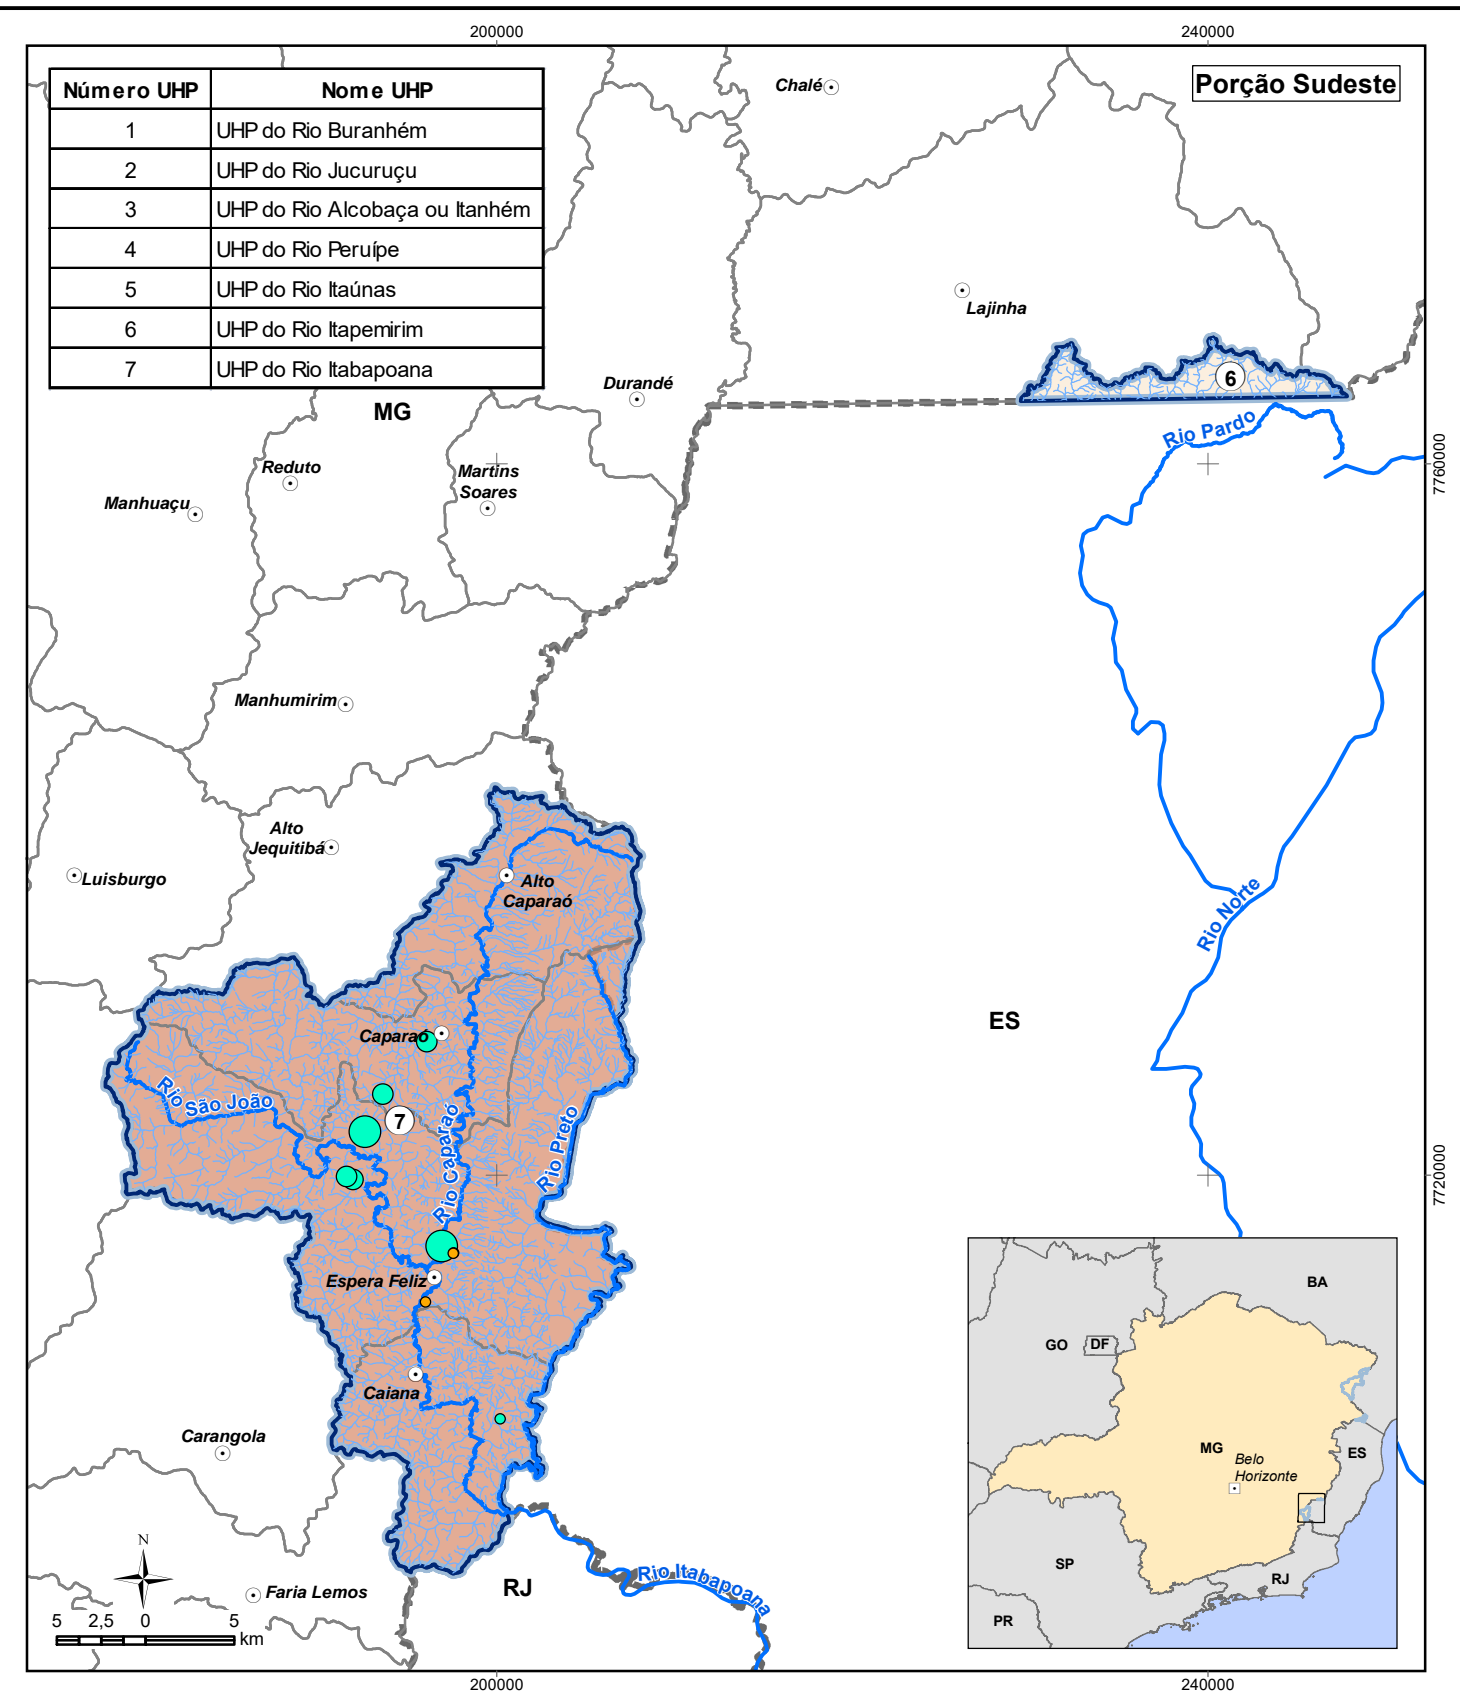 200000
240000
Porção Sudeste
Número UHP
Nome UHP
1
UHP do Rio Buranhém
2
UHP do Rio Jucuruçu
3
UHP do Rio Alcobaça ou Itanhém
4
UHP do Rio Peruípe
5
UHP do Rio Itaúnas
6
UHP do Rio Itapemirim
7
UHP do Rio Itabapoana
Chalé
Lajinha
Durandé
MG
6
Rio Pardo
Reduto
Martins
Soares
Manhuaçu
7760000
Manhumirim
Alto
Jequitibá
Luisburgo
Alto
Caparaó
Rio Norte
ES
Caparaó
Rio
São João
7
Rio Caparaó
Rio Preto
7720000
Espera Feliz
Caiana
Carangola
Faria Lemos
RJ
Rio Itabapoana
N
5
2,5
0
5
km
BA
GO
DF
MG
Belo
Horizonte
ES
SP
RJ
PR
200000
240000